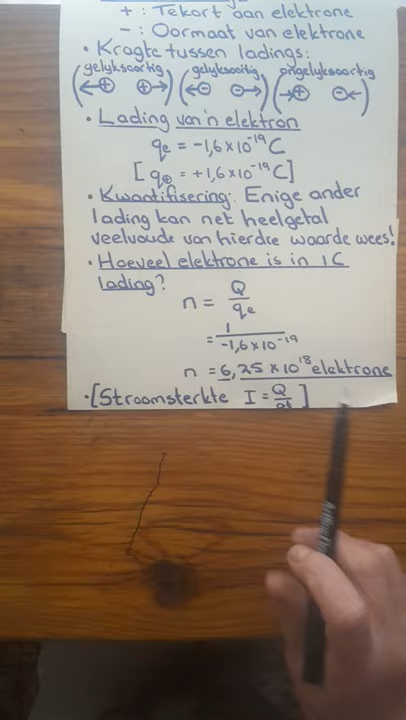 + : Tekort aan elektrone
- : Oormaat van elektrone
• Kragte tussen ladings:
(gelyksoortig) (gelyksoortig) (ongelyksoortig)
←⊕ ⊕→ ←⊖ ⊖→ →⊕ ⊖←
• Lading van 'n elektron
qe = -1,6 × 10⁻¹⁹ C
[q⊕ = +1,6 × 10⁻¹⁹ C]
• Kwantifisering: Enige ander
lading kan net heelgetal
veelvoude van hierdie waarde wees!
• Hoeveel elektrone is in 1C
lading?
n = Q/qe
= 1/-1,6 × 10⁻¹⁹
n = 6,25 × 10¹⁸ elektrone
• [Stroomsterkte I = Q/Δt]